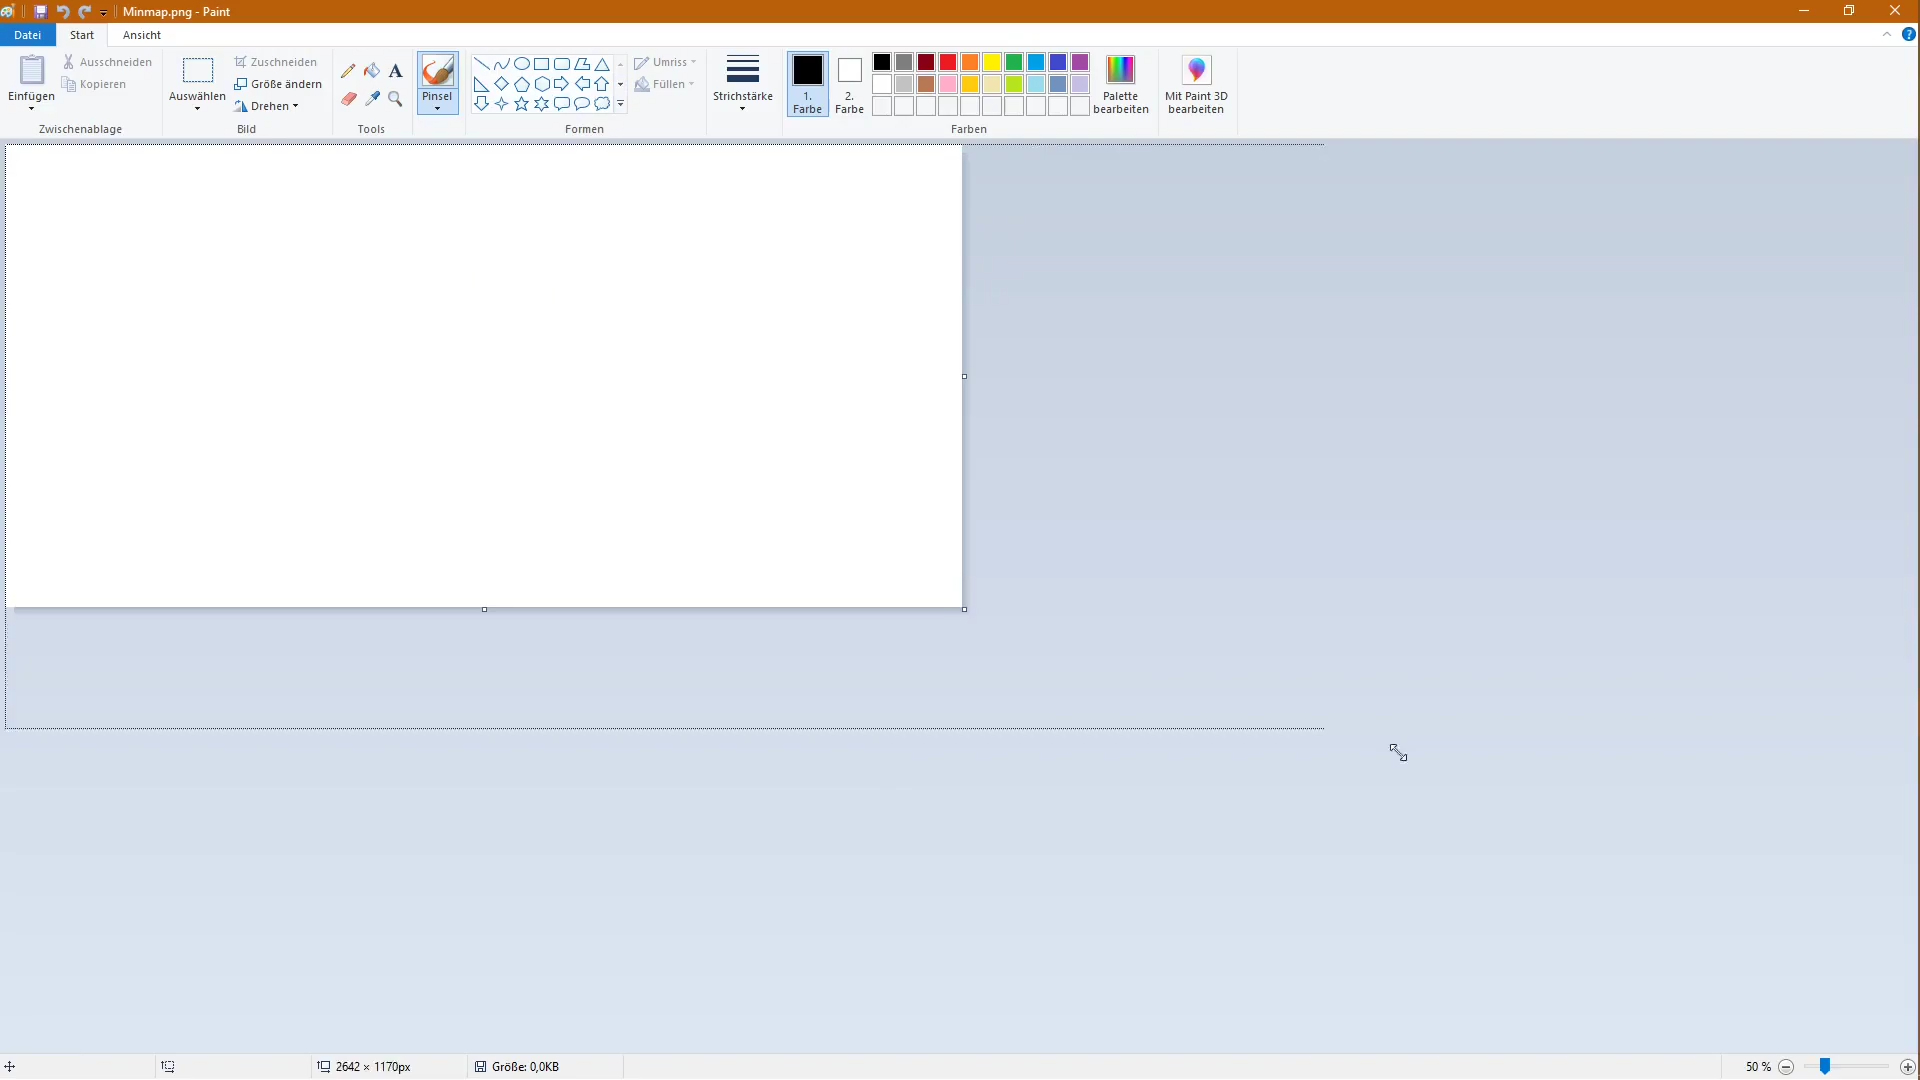 Minmap.png - Paint
Datei Start Ansicht
Einfügen
Ausschneiden
Kopieren
Zwischenablage
Auswählen
Zuschneiden
Größe ändern
Drehen
Bild
A
Tools
Pinsel
Umriss
Füllen
Formen
Strichstärke
1.
Farbe
2.
Farbe
Palette
bearbeiten
Farben
Mit Paint 3D
bearbeiten
2642 × 1170px
Größe: 0,0KB
50 %